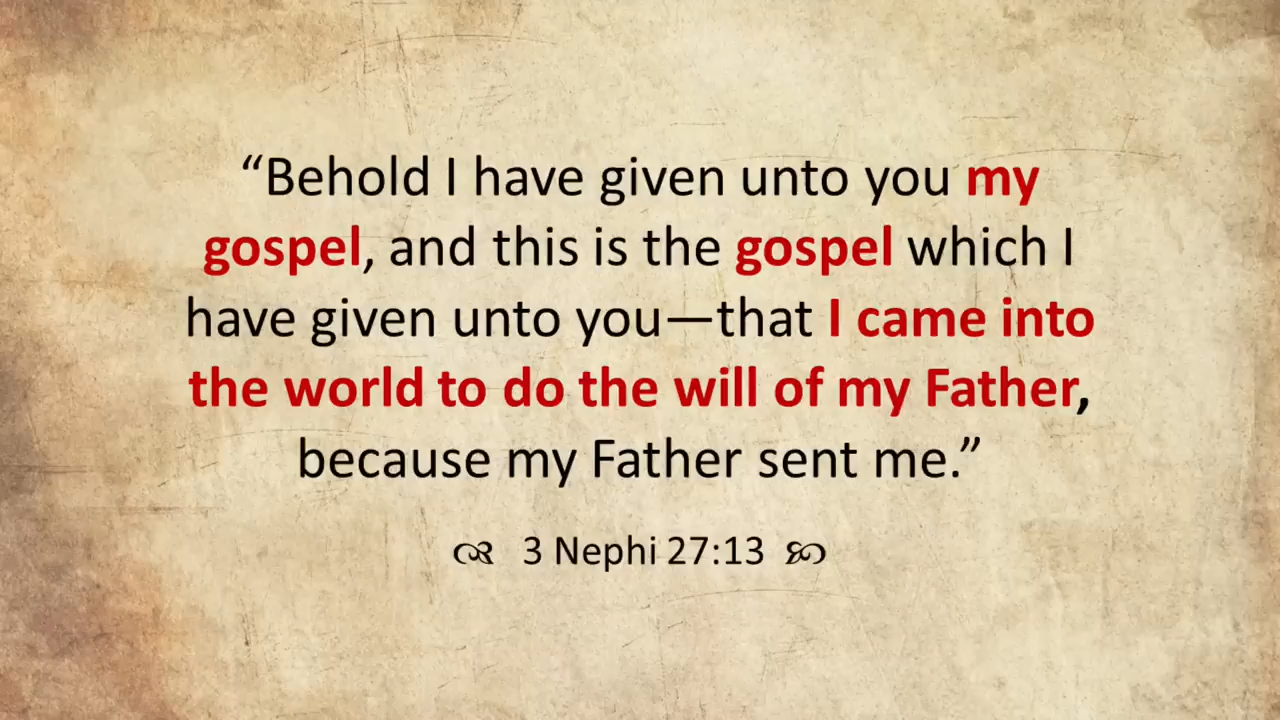 “Behold I have given unto you my
gospel, and this is the gospel which I
have given unto you—that I came into
the world to do the will of my Father,
because my Father sent me.”
3 Nephi 27:13